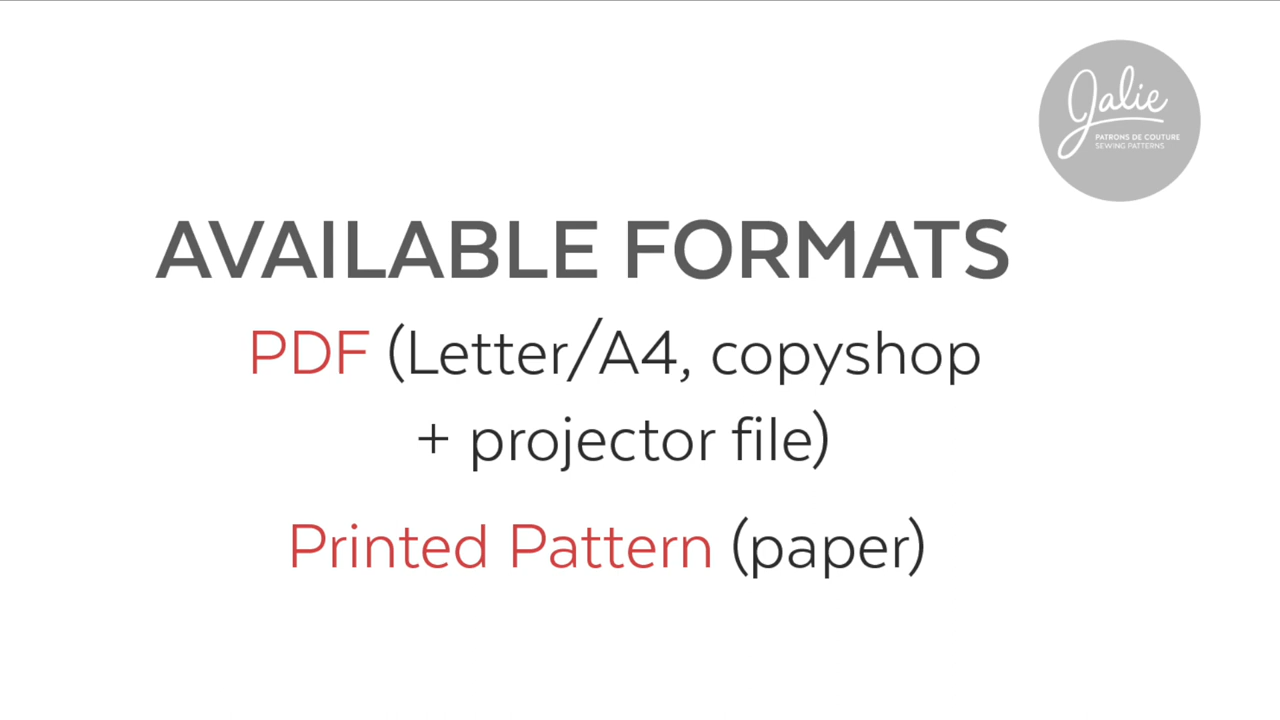 Jalie
PATRONS DE COUTURE
SEWING PATTERNS
AVAILABLE FORMATS
PDF (Letter/A4, copyshop
+ projector file)
Printed Pattern (paper)